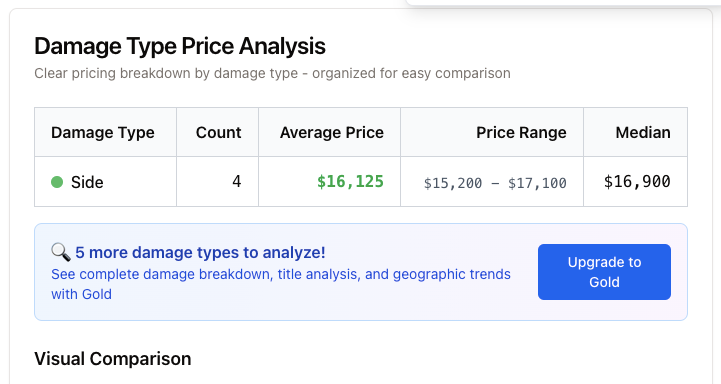 Damage Type Price Analysis
Clear pricing breakdown by damage type - organized for easy comparison
Damage Type Count Average Price Price Range Median
Side 4 $16,125 $15,200 – $17,100 $16,900
5 more damage types to analyze!
See complete damage breakdown, title analysis, and geographic trends
with Gold
Upgrade to
Gold
Visual Comparison